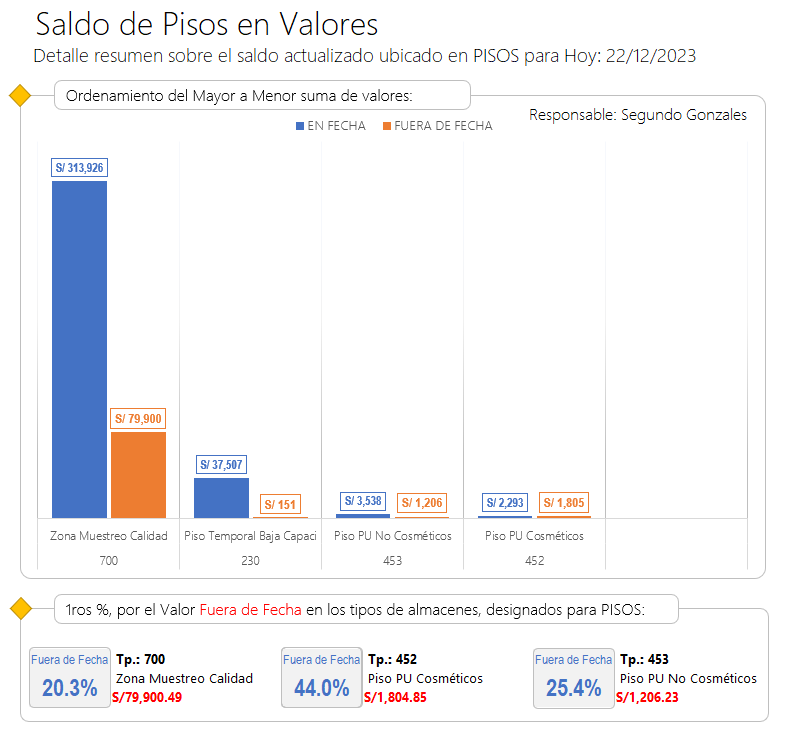 Saldo de Pisos en Valores
Detalle resumen sobre el saldo actualizado ubicado en PISOS para Hoy: 22/12/2023
Ordenamiento del Mayor a Menor suma de valores:
Responsable: Segundo Gonzales
EN FECHA FUERA DE FECHA
S/ 313,926
S/ 79,900
S/ 37,507
S/ 151
S/ 3,538
S/ 1,206
S/ 2,293
S/ 1,805
Zona Muestreo Calidad Piso Temporal Baja Capaci Piso PU No Cosméticos Piso PU Cosméticos
700 230 453 452
1ros %, por el Valor Fuera de Fecha en los tipos de almacenes, designados para PISOS:
Fuera de Fecha
20.3%
Tp.: 700
Zona Muestreo Calidad
S/79,900.49
Fuera de Fecha
44.0%
Tp.: 452
Piso PU Cosméticos
S/1,804.85
Fuera de Fecha
25.4%
Tp.: 453
Piso PU No Cosméticos
S/1,206.23